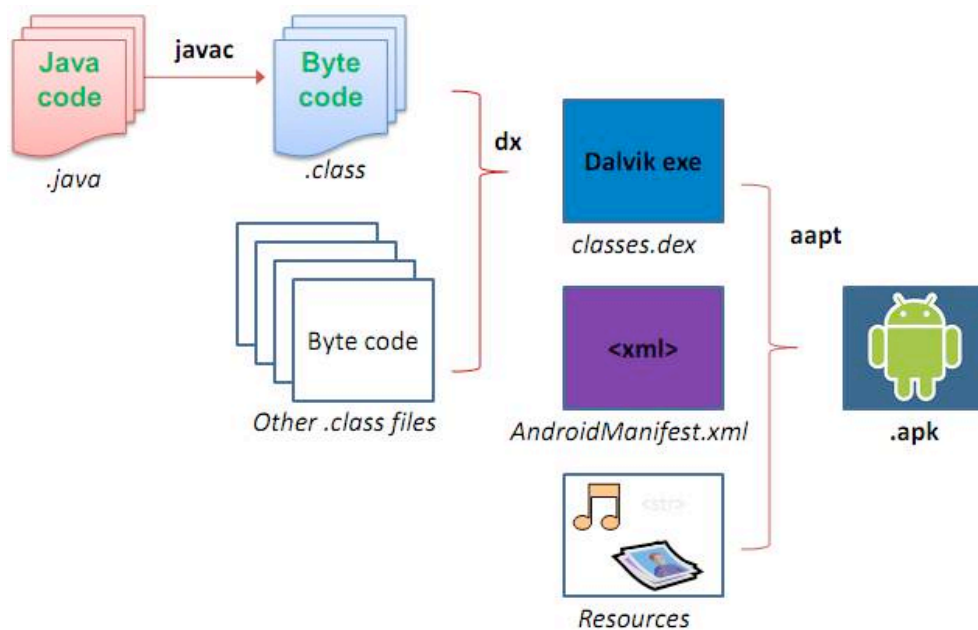 Java
code
javac
Byte
code
.java
.class
dx
Dalvik exe
classes.dex
aapt
Byte code
Other .class files
<xml>
AndroidManifest.xml
.apk
<str>
Resources